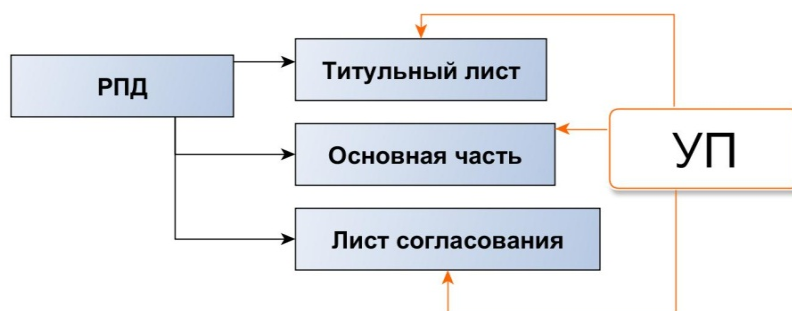 Титульный лист
РПД
Основная часть
УП
Лист согласования